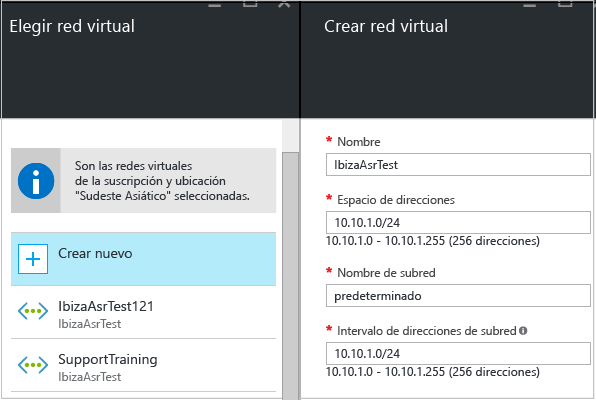 Elegir red virtual
Son las redes virtuales
de la suscripción y ubicación
"Sudeste Asiático" seleccionadas.
Crear nuevo
IbizaAsrTest121
IbizaAsrTest
SupportTraining
IbizaAsrTest
Crear red virtual
* Nombre
IbizaAsrTest
* Espacio de direcciones
10.10.1.0/24
10.10.1.0 - 10.10.1.255 (256 direcciones)
* Nombre de subred
predeterminado
* Intervalo de direcciones de subred
10.10.1.0/24
10.10.1.0 - 10.10.1.255 (256 direcciones)